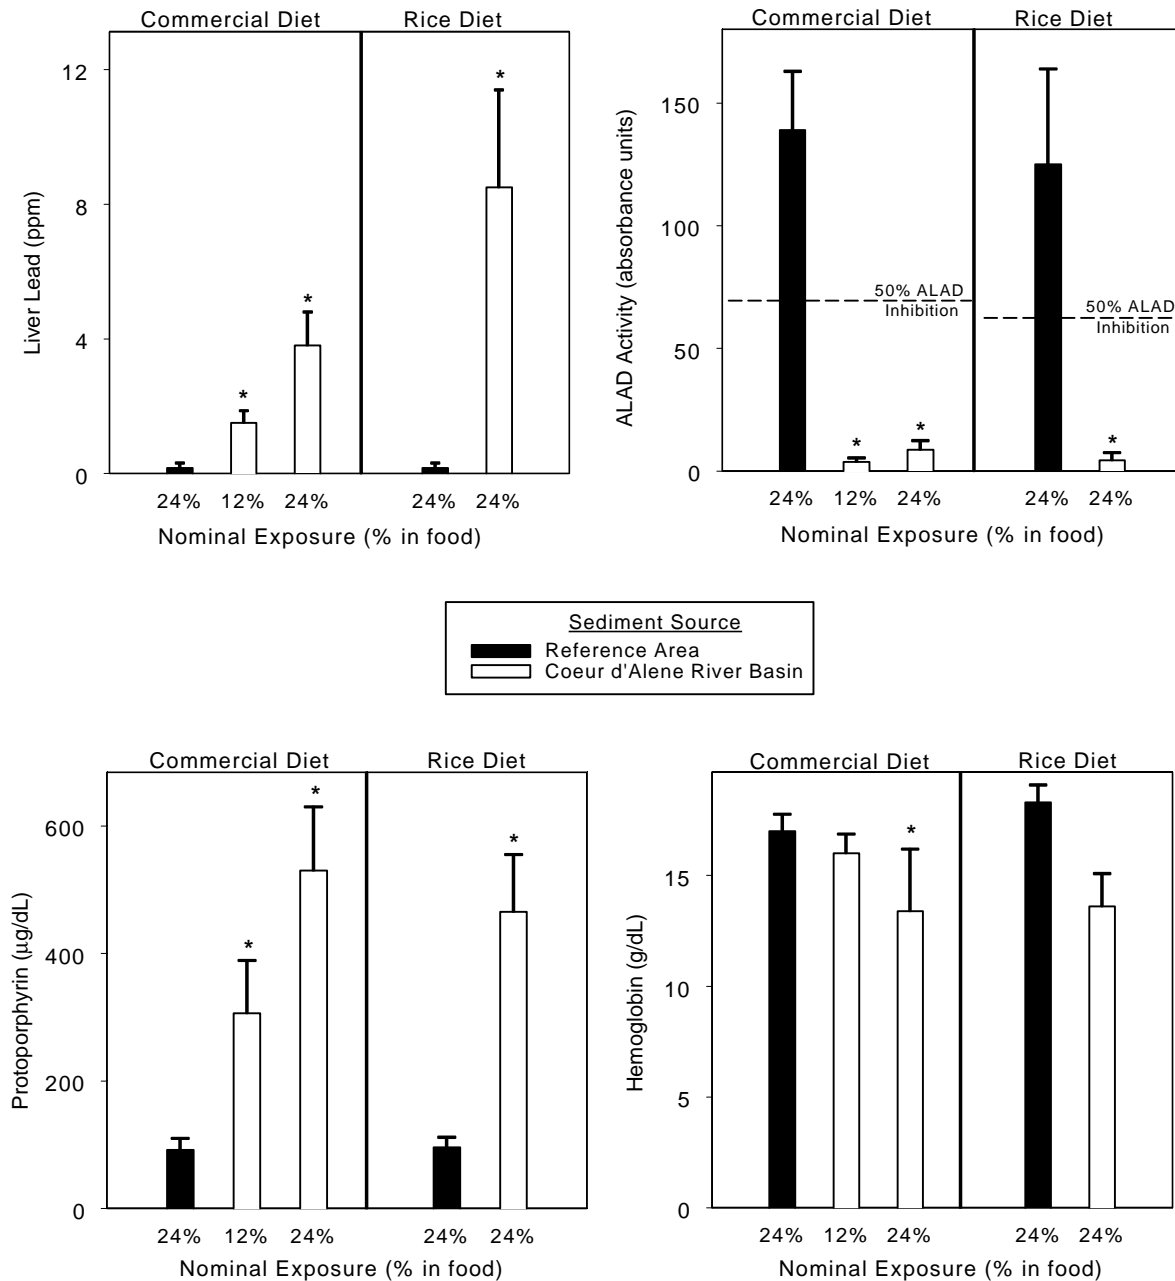 Commercial Diet Rice Diet
12
8
4
0
Liver Lead (ppm)
* * *
24% 12% 24% 24% 24%
Nominal Exposure (% in food)
Commercial Diet Rice Diet
150
100
50
0
ALAD Activity (absorbance units)
50% ALAD
Inhibition
50% ALAD
Inhibition
* * *
24% 12% 24% 24% 24%
Nominal Exposure (% in food)
Sediment Source
Reference Area
Coeur d'Alene River Basin
Commercial Diet Rice Diet
600
400
200
0
Protoporphyrin (μg/dL)
* * *
24% 12% 24% 24% 24%
Nominal Exposure (% in food)
Commercial Diet Rice Diet
15
10
5
0
Hemoglobin (g/dL)
*
24% 12% 24% 24% 24%
Nominal Exposure (% in food)